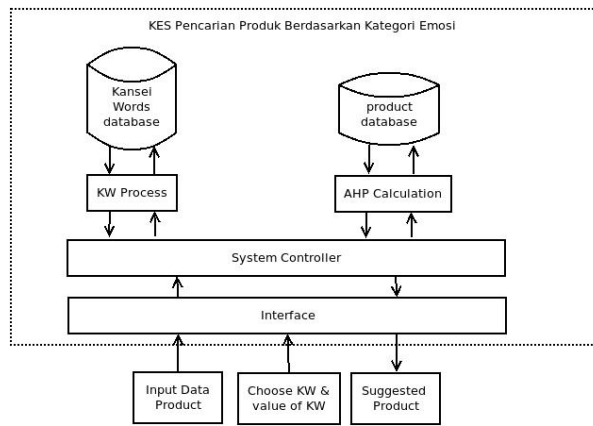 KES Pencarian Produk Berdasarkan Kategori Emosi
Kansei
Words
database
product
database
KW Process
AHP Calculation
System Controller
Interface
Input Data
Product
Choose KW &
value of KW
Suggested
Product